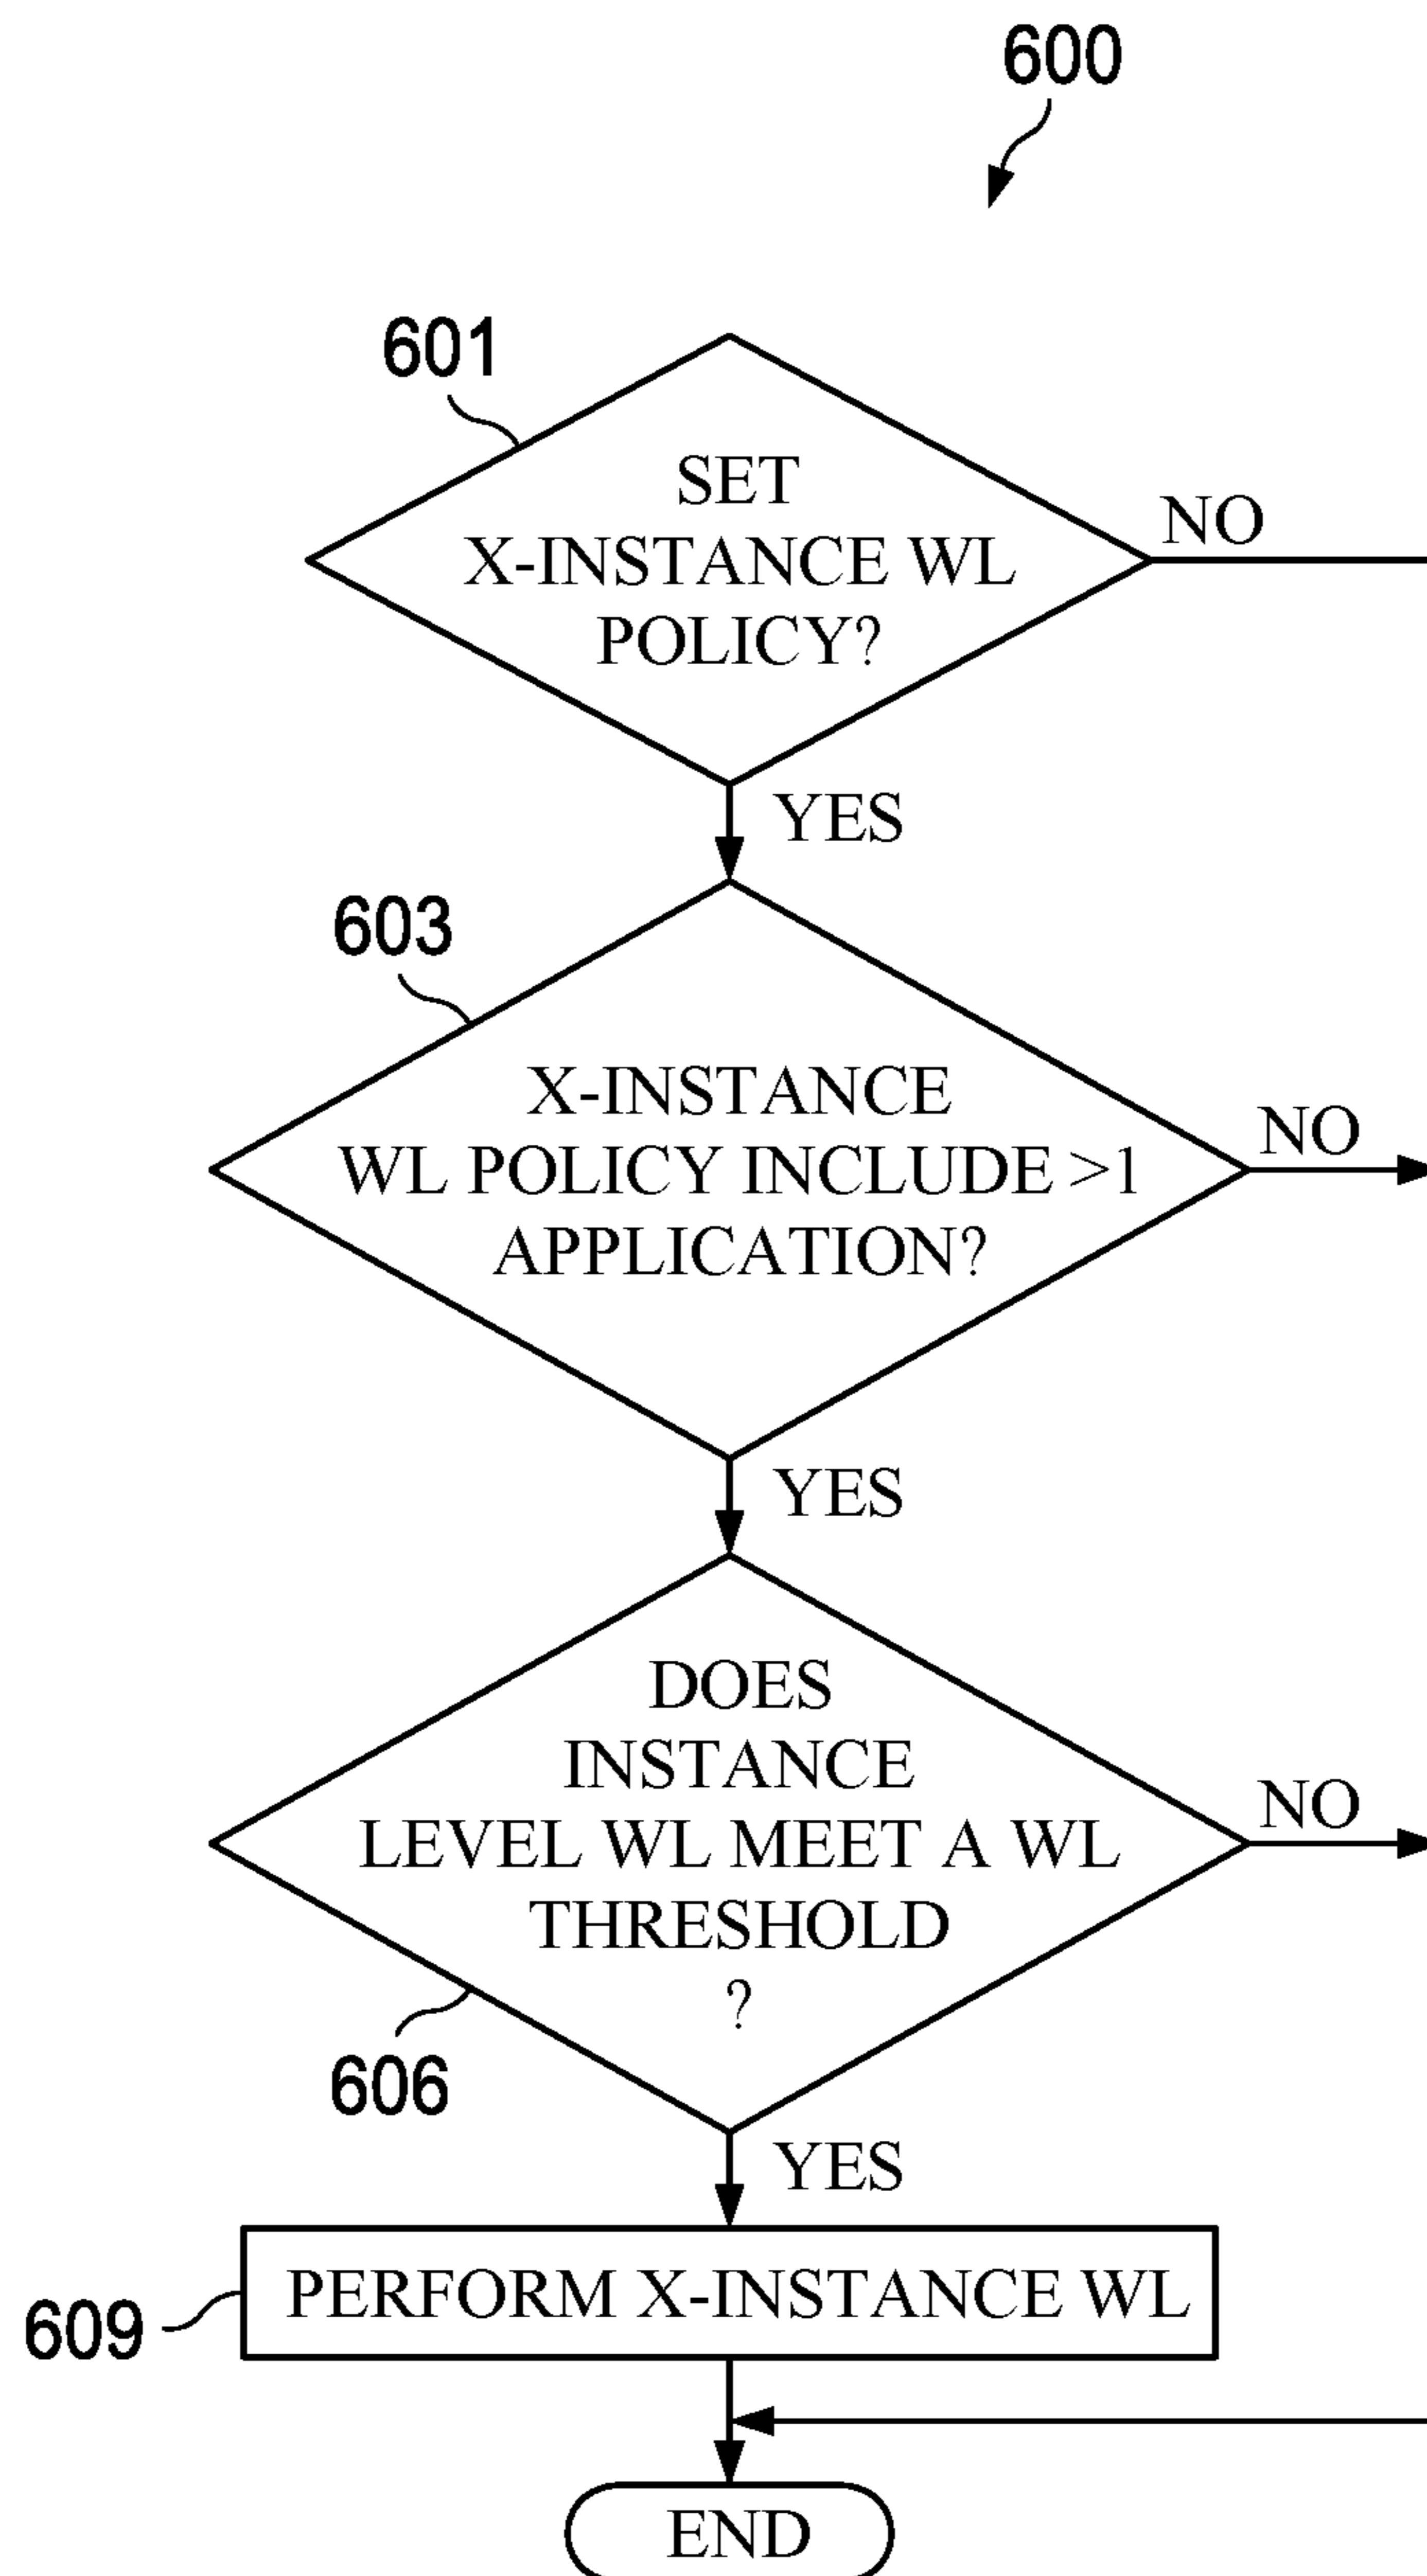 600
601
SET
X-INSTANCE WL
POLICY?
NO
YES
603
X-INSTANCE
WL POLICY INCLUDE >1
APPLICATION?
NO
YES
DOES
INSTANCE
LEVEL WL MEET A WL
THRESHOLD
?
NO
606
YES
PERFORM X-INSTANCE WL
609
END